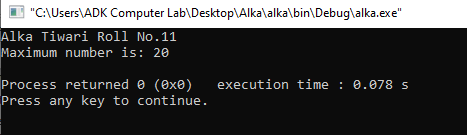 "C:\Users\ADK Computer Lab\Desktop\Alka\alka\bin\Debug\alka.exe"
Alka Tiwari Roll No.11
Maximum number is: 20
Process returned 0 (0x0)   execution time : 0.078 s
Press any key to continue.